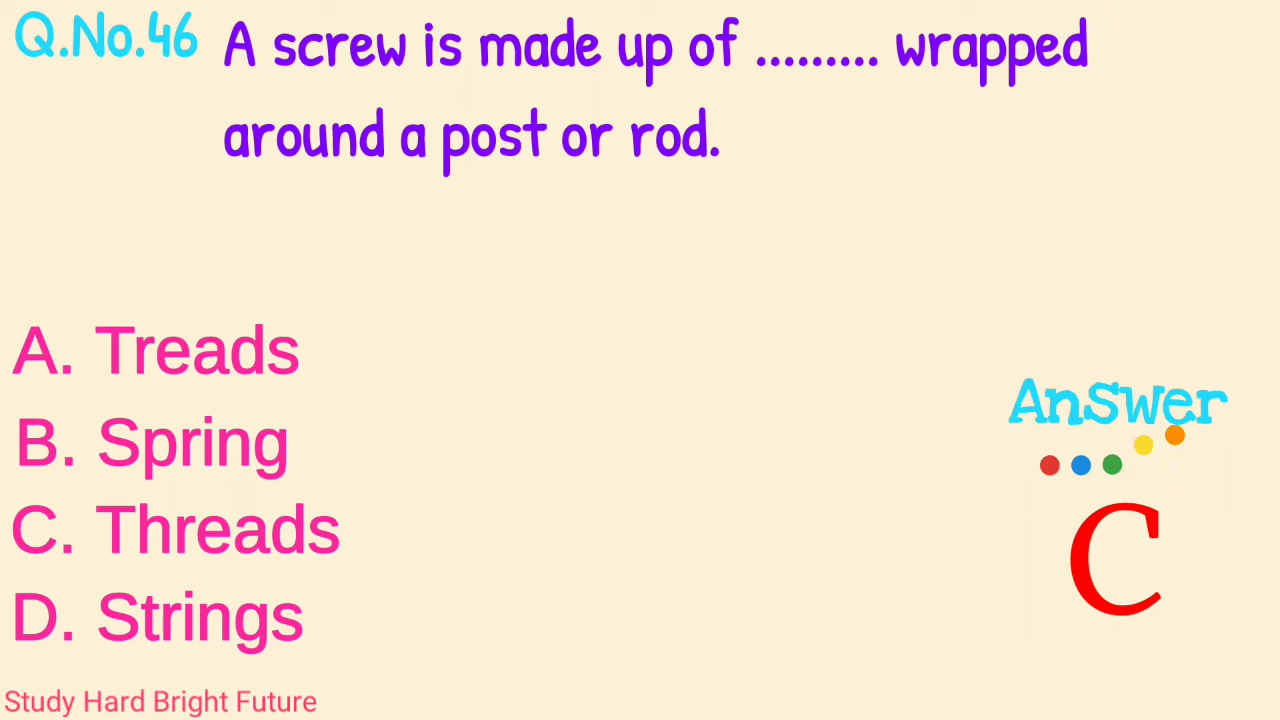 Q.No.46 A screw is made up of ......... wrapped
around a post or rod.
A. Treads
B. Spring
C. Threads
D. Strings
Answer
C
Study Hard Bright Future